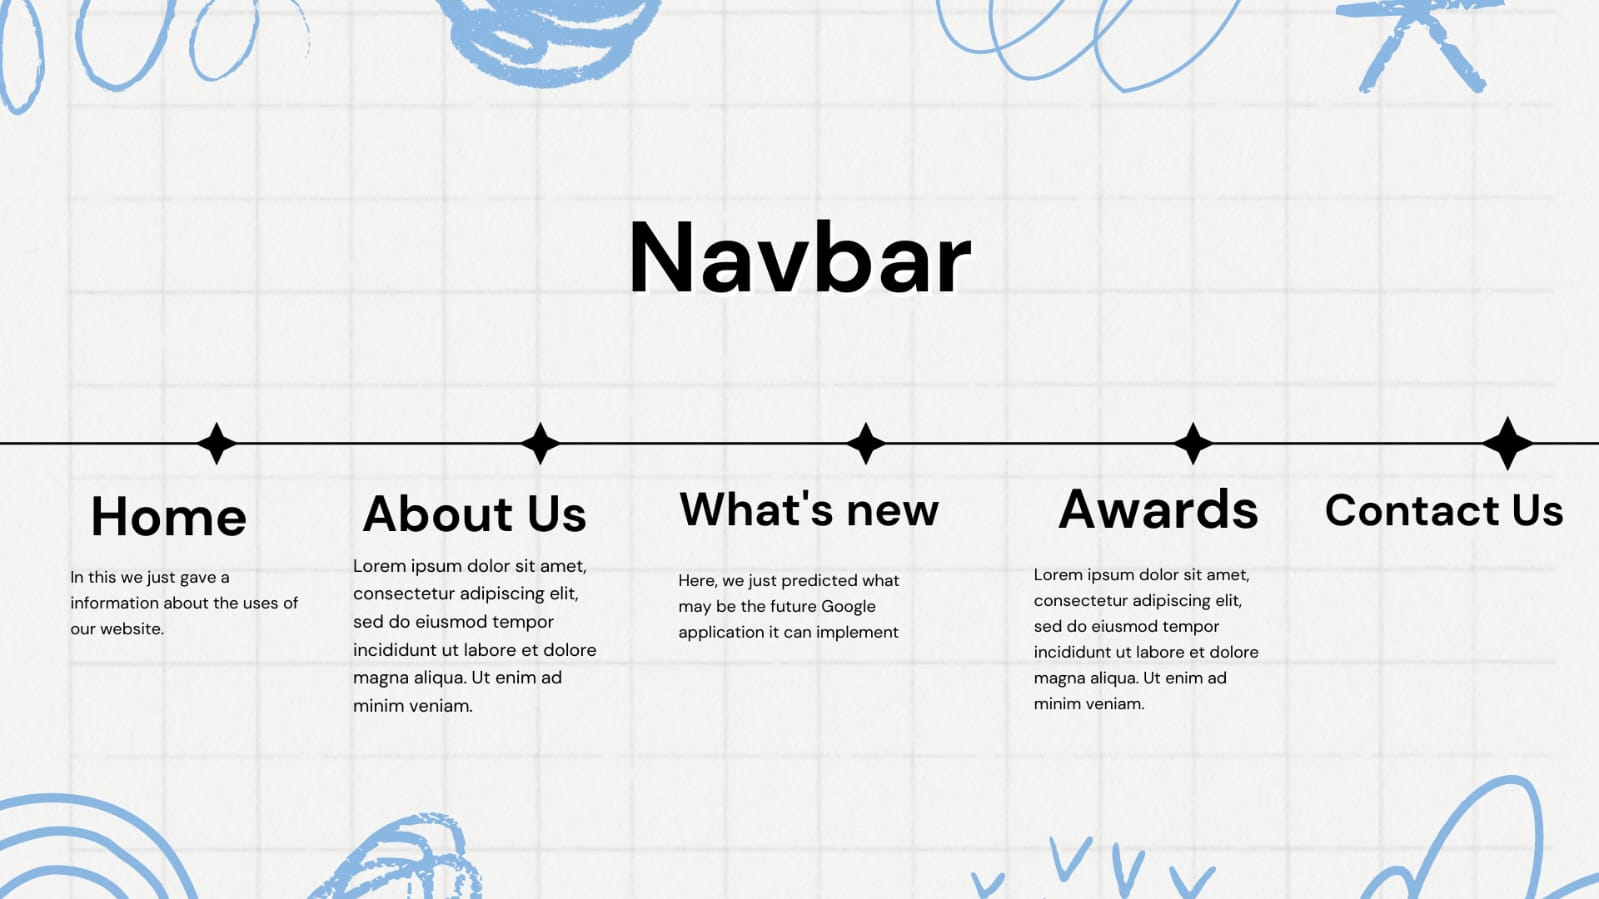 Navbar
Home
In this we just gave a
information about the uses of
our website.
About Us
Lorem ipsum dolor sit amet,
consectetur adipiscing elit,
sed do eiusmod tempor
incididunt ut labore et dolore
magna aliqua. Ut enim ad
minim veniam.
What's new
Here, we just predicted what
may be the future Google
application it can implement
Awards
Lorem ipsum dolor sit amet,
consectetur adipiscing elit,
sed do eiusmod tempor
incididunt ut labore et dolore
magna aliqua. Ut enim ad
minim veniam.
Contact Us